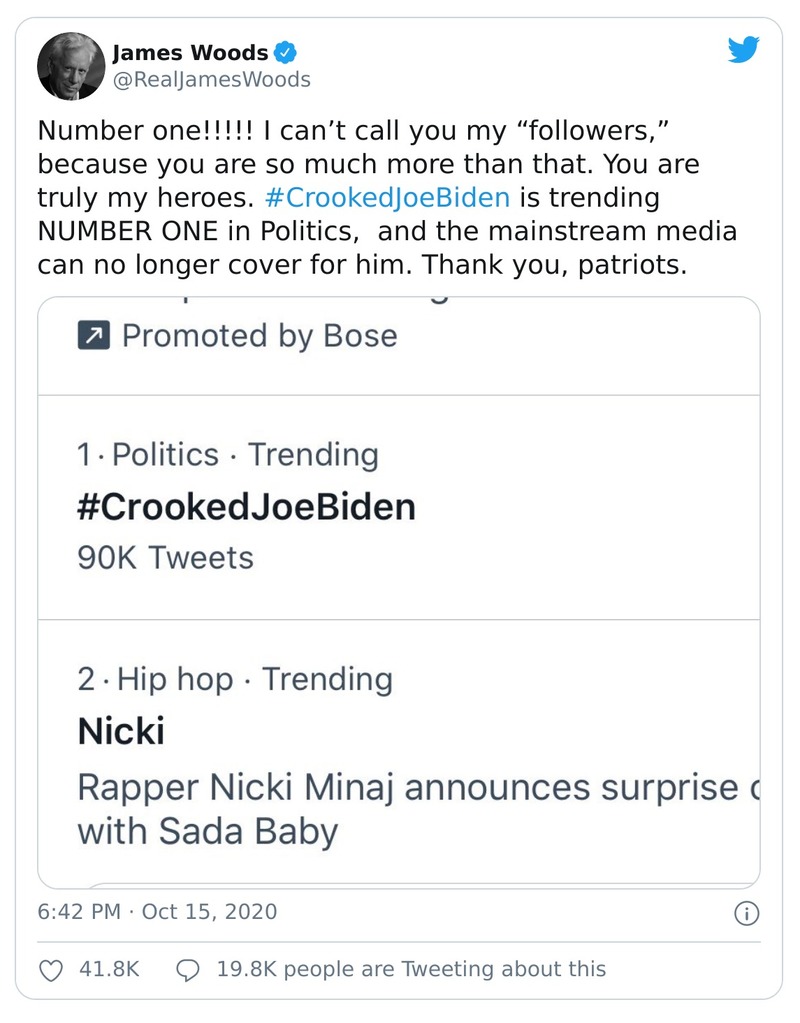 James Woods
@RealJamesWoods
Number one!!!!! I can’t call you my “followers,”
because you are so much more than that. You are
truly my heroes. #CrookedJoeBiden is trending
NUMBER ONE in Politics,  and the mainstream media
can no longer cover for him. Thank you, patriots.
Promoted by Bose
1 · Politics · Trending
#CrookedJoeBiden
90K Tweets
2 · Hip hop · Trending
Nicki
Rapper Nicki Minaj announces surprise
with Sada Baby
6:42 PM · Oct 15, 2020
41.8K 19.8K people are Tweeting about this